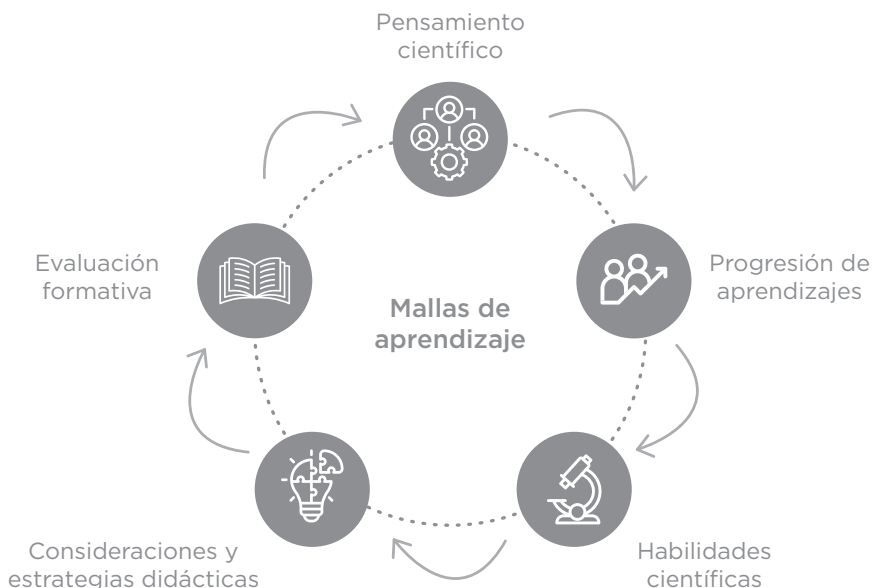 Pensamiento
científico
Evaluación
formativa
Progresión de
aprendizajes
Mallas de
aprendizaje
Consideraciones y
estrategias didácticas
Habilidades
científicas